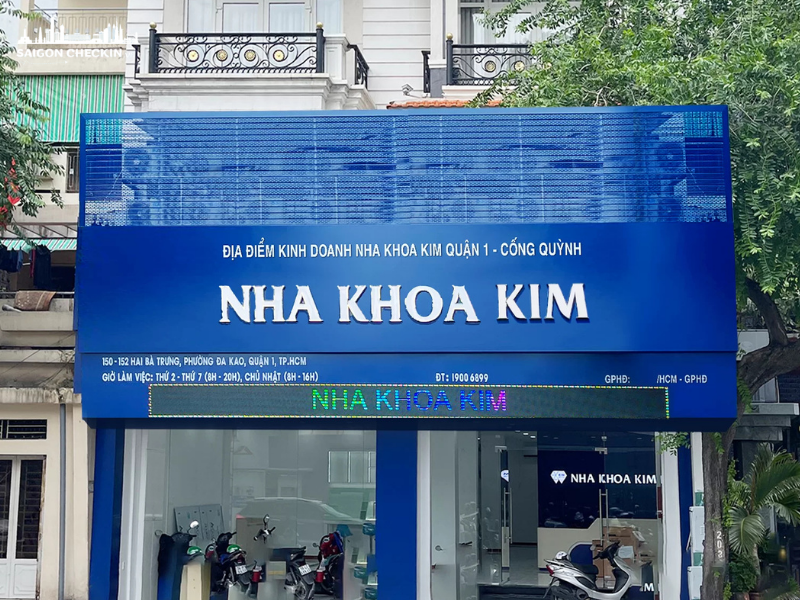 SAIGON CHECKIN
ĐỊA ĐIỂM KINH DOANH NHA KHOA KIM QUẬN 1 - CỐNG QUỲNH
NHA KHOA KIM
150 -152 HAI BÀ TRƯNG, PHƯỜNG ĐA KAO, QUẬN 1, TP.HCM
GIỜ LÀM VIỆC: THỨ 2 - THỨ 7 (8H - 20H), CHỦ NHẬT (8H - 16H) ĐT: 1900 6899 GPHĐ: /HCM - GPHĐ
NHA KHOA KIM
NHA KHOA KIM